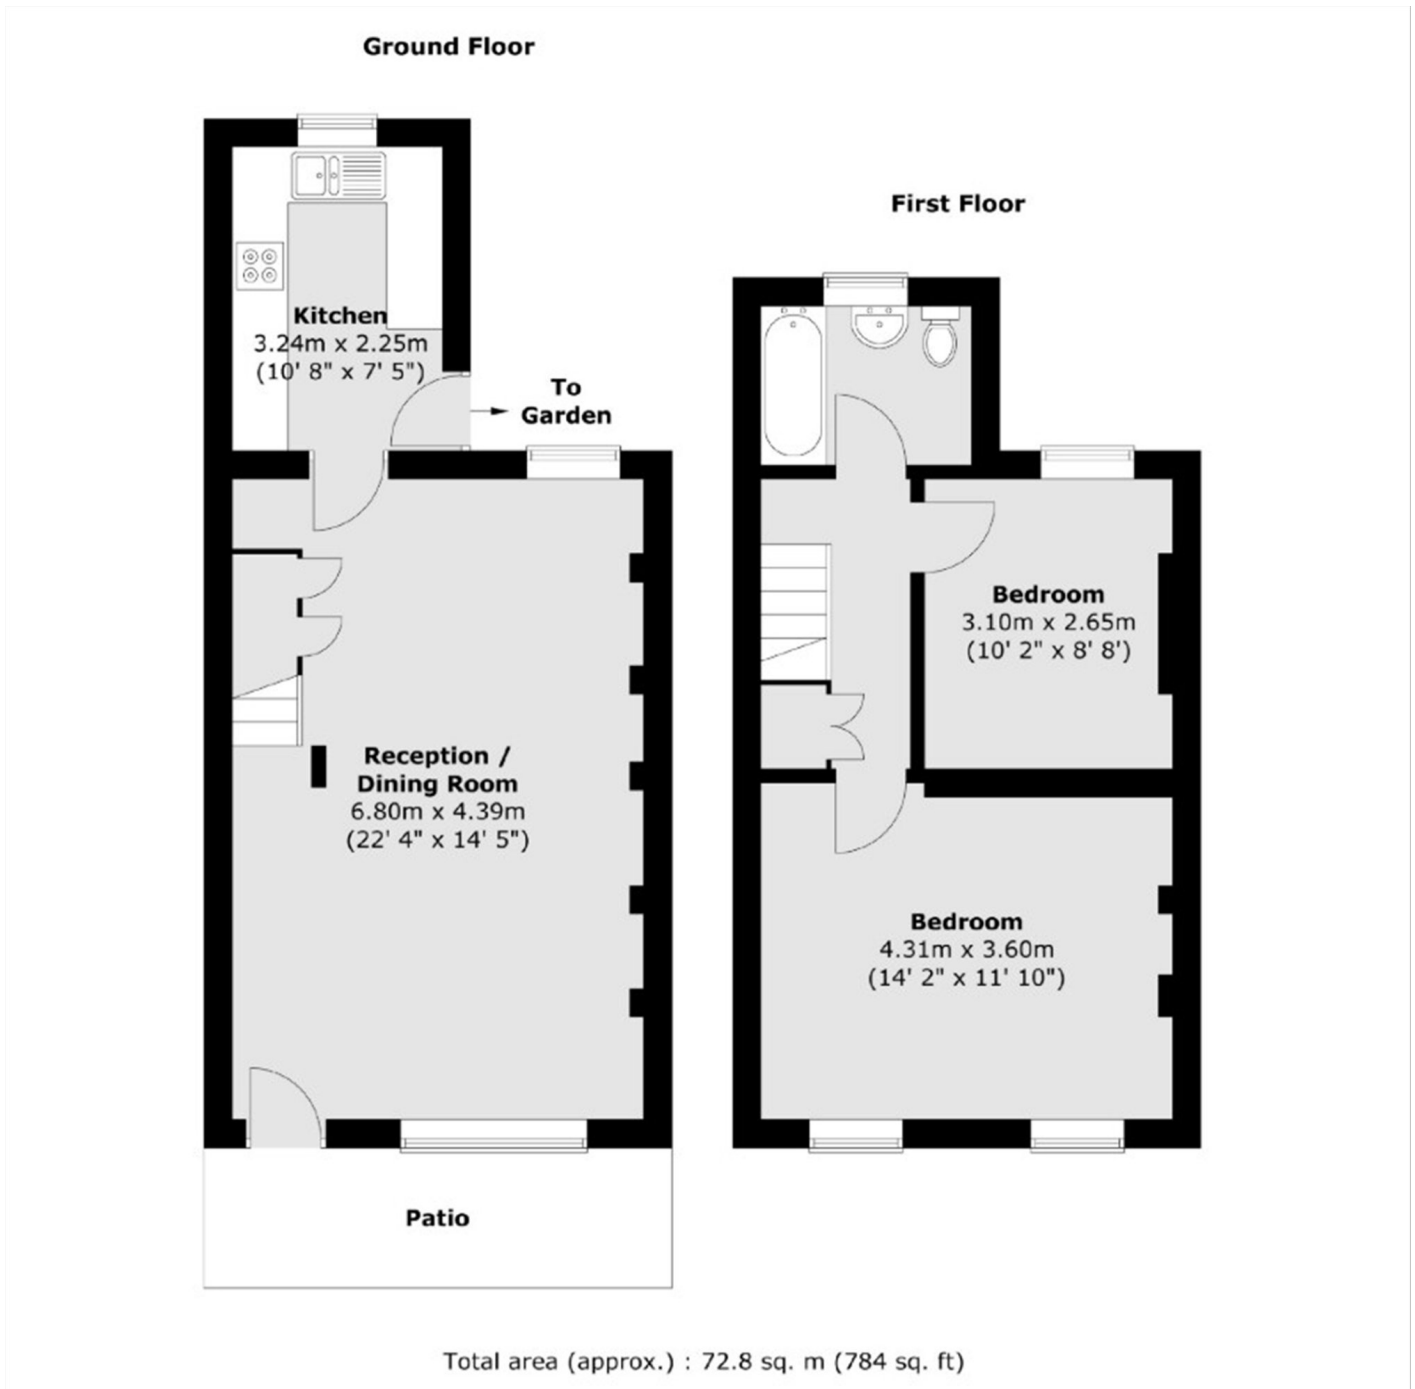 Ground Floor
Kitchen
3.24m x 2.25m
(10' 8" x 7' 5")
To
Garden
Reception /
Dining Room
6.80m x 4.39m
(22' 4" x 14' 5")
Patio
First Floor
Bedroom
3.10m x 2.65m
(10' 2" x 8' 8')
Bedroom
4.31m x 3.60m
(14' 2" x 11' 10")
Total area (approx.) : 72.8 sq. m (784 sq. ft)